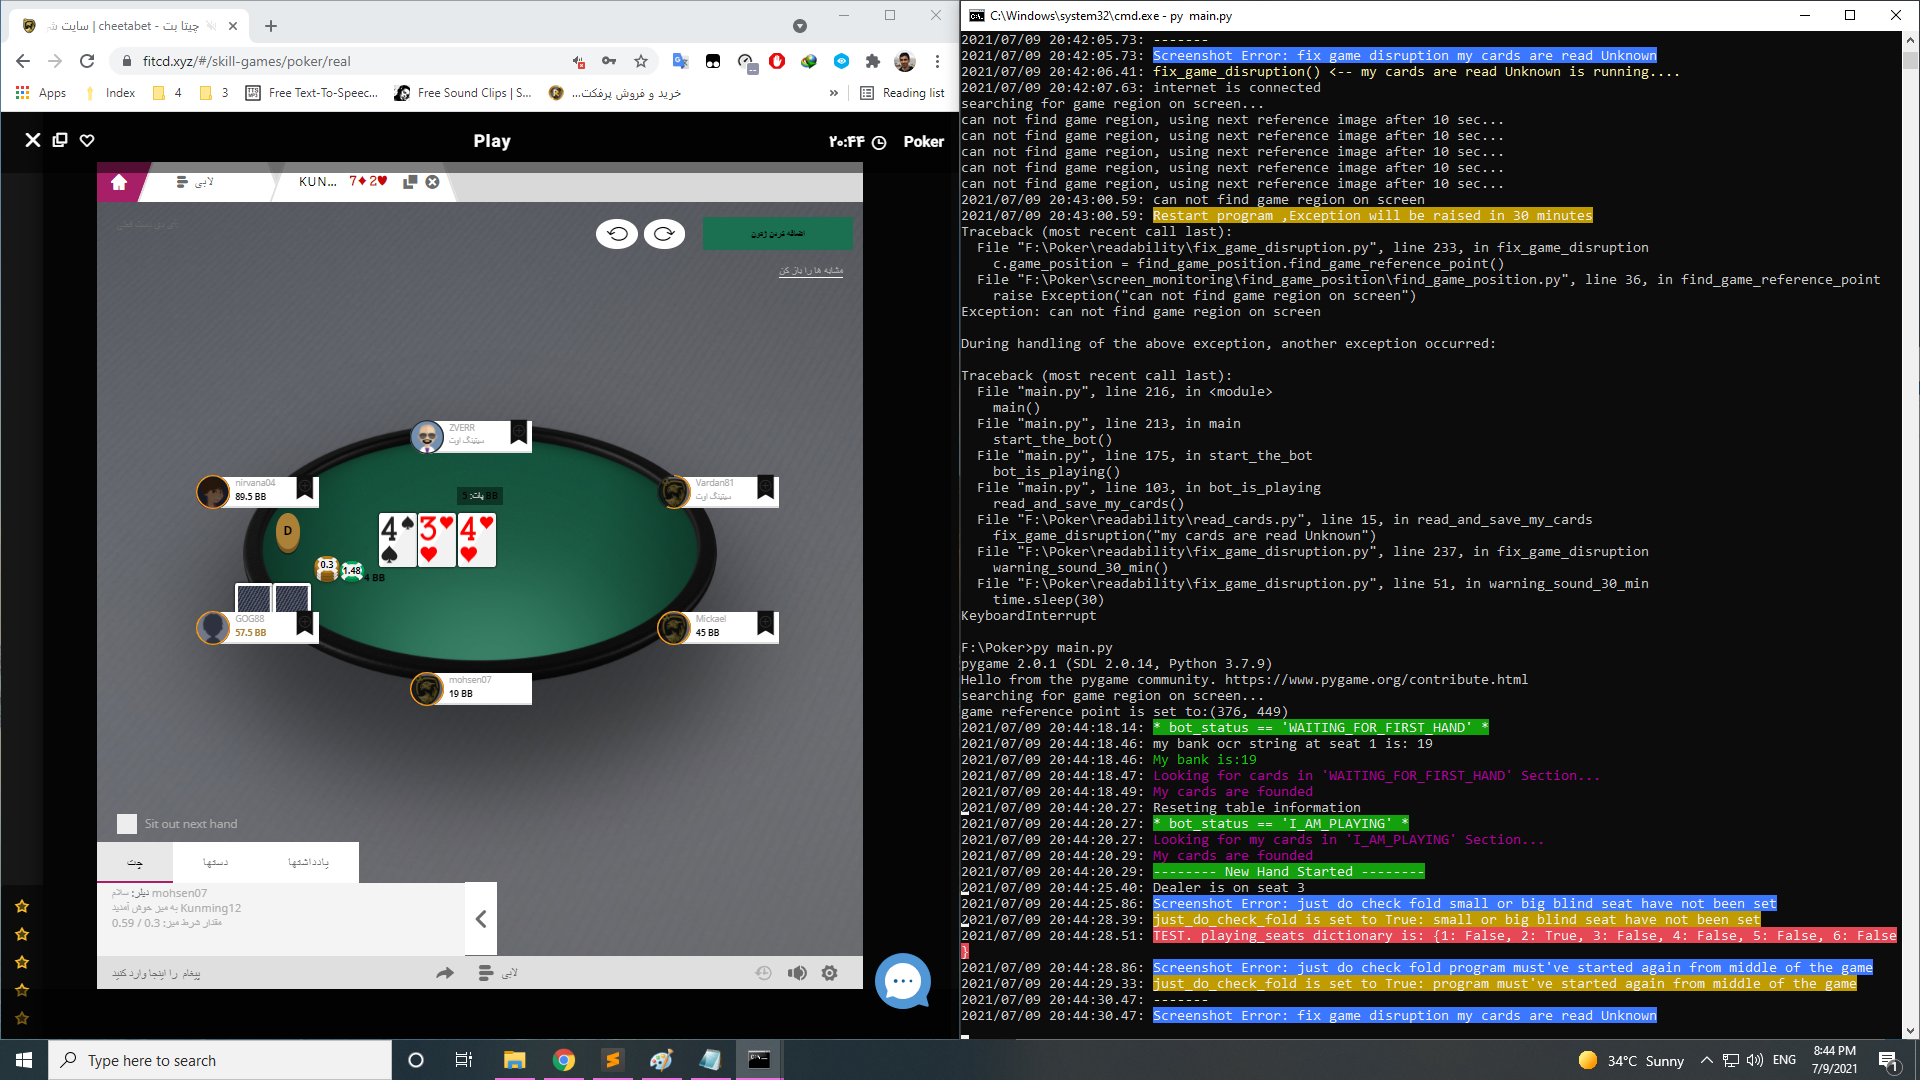 چیتا بت - cheetabet | سایت شر
fitcd.xyz/#/skill-games/poker/real
Apps
Index
4
3
Free Text-To-Speec...
Free Sound Clips | S...
خرید و فروش پرفکت...
»
Reading list
Play
۲۰:۴۴
Poker
لابی
KUN... 7♦2♥
اضافه کردن ژتون
مشابه ها را باز کن
ZVERR
سیتینگ اوت
nirvana04
89.5 BB
Vardan81
سیتینگ اوت
پات: 5 BB
D
4♠ 3♥ 4♥
0.3
1.48
4 BB
GOG88
57.5 BB
Mickael
45 BB
mohsen07
19 BB
Sit out next hand
چت
دستها
یادداشتها
دیلر: سلام mohsen07
به میز خوش آمدید Kunming12
مقدار شرط میز: 0.3 / 0.59
پیغام را اینجا وارد کنید
لابی
C:\Windows\system32\cmd.exe - py main.py
2021/07/09 20:42:05.73: -------
2021/07/09 20:42:05.73: Screenshot Error: fix game disruption my cards are read Unknown
2021/07/09 20:42:06.41: fix_game_disruption() <-- my cards are read Unknown is running....
2021/07/09 20:42:07.63: internet is connected
searching for game region on screen...
can not find game region, using next reference image after 10 sec...
can not find game region, using next reference image after 10 sec...
can not find game region, using next reference image after 10 sec...
can not find game region, using next reference image after 10 sec...
can not find game region, using next reference image after 10 sec...
2021/07/09 20:43:00.59: can not find game region on screen
2021/07/09 20:43:00.59: Restart program ,Exception will be raised in 30 minutes
Traceback (most recent call last):
File "F:\Poker\readability\fix_game_disruption.py", line 233, in fix_game_disruption
c.game_position = find_game_position.find_game_reference_point()
File "F:\Poker\screen_monitoring\find_game_position\find_game_position.py", line 36, in find_game_reference_point
raise Exception("can not find game region on screen")
Exception: can not find game region on screen
During handling of the above exception, another exception occurred:
Traceback (most recent call last):
File "main.py", line 216, in <module>
main()
File "main.py", line 213, in main
start_the_bot()
File "main.py", line 175, in start_the_bot
bot_is_playing()
File "main.py", line 103, in bot_is_playing
read_and_save_my_cards()
File "F:\Poker\readability\read_cards.py", line 15, in read_and_save_my_cards
fix_game_disruption("my cards are read Unknown")
File "F:\Poker\readability\fix_game_disruption.py", line 237, in fix_game_disruption
warning_sound_30_min()
File "F:\Poker\readability\fix_game_disruption.py", line 51, in warning_sound_30_min
time.sleep(30)
KeyboardInterrupt
F:\Poker>py main.py
pygame 2.0.1 (SDL 2.0.14, Python 3.7.9)
Hello from the pygame community. https://www.pygame.org/contribute.html
searching for game region on screen...
game reference point is set to:(376, 449)
2021/07/09 20:44:18.14: * bot_status == 'WAITING_FOR_FIRST_HAND' *
2021/07/09 20:44:18.46: my bank ocr string at seat 1 is: 19
2021/07/09 20:44:18.46: My bank is:19
2021/07/09 20:44:18.47: Looking for cards in 'WAITING_FOR_FIRST_HAND' Section...
2021/07/09 20:44:18.49: My cards are founded
2021/07/09 20:44:20.27: Reseting table information
2021/07/09 20:44:20.27: * bot_status == 'I_AM_PLAYING' *
2021/07/09 20:44:20.27: Looking for my cards in 'I_AM_PLAYING' Section...
2021/07/09 20:44:20.29: My cards are founded
2021/07/09 20:44:20.29: -------- New Hand Started --------
2021/07/09 20:44:25.40: Dealer is on seat 3
2021/07/09 20:44:25.86: Screenshot Error: just do check fold small or big blind seat have not been set
2021/07/09 20:44:28.39: just_do_check_fold is set to True: small or big blind seat have not been set
2021/07/09 20:44:28.51: TEST. playing_seats dictionary is: {1: False, 2: True, 3: False, 4: False, 5: False, 6: False
}
2021/07/09 20:44:28.86: Screenshot Error: just do check fold program must've started again from middle of the game
2021/07/09 20:44:29.33: just_do_check_fold is set to True: program must've started again from middle of the game
2021/07/09 20:44:30.47: -------
2021/07/09 20:44:30.47: Screenshot Error: fix game disruption my cards are read Unknown
Type here to search
34°C Sunny
ENG
8:44 PM
7/9/2021
1